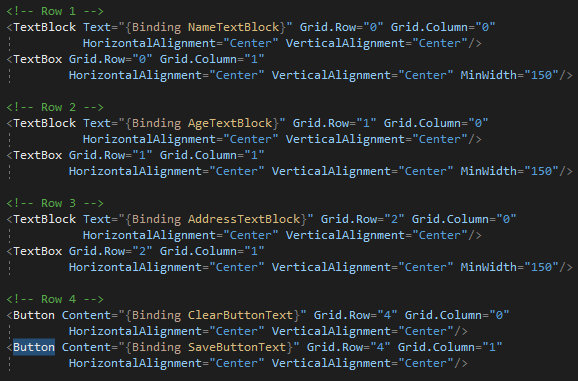 <!-- Row 1 -->
<TextBlock Text="{Binding NameTextBlock}" Grid.Row="0" Grid.Column="0"
HorizontalAlignment="Center" VerticalAlignment="Center"/>
<TextBox Grid.Row="0" Grid.Column="1"
HorizontalAlignment="Center" VerticalAlignment="Center" MinWidth="150"/>
<!-- Row 2 -->
<TextBlock Text="{Binding AgeTextBlock}" Grid.Row="1" Grid.Column="0"
HorizontalAlignment="Center" VerticalAlignment="Center"/>
<TextBox Grid.Row="1" Grid.Column="1"
HorizontalAlignment="Center" VerticalAlignment="Center" MinWidth="150"/>
<!-- Row 3 -->
<TextBlock Text="{Binding AddressTextBlock}" Grid.Row="2" Grid.Column="0"
HorizontalAlignment="Center" VerticalAlignment="Center"/>
<TextBox Grid.Row="2" Grid.Column="1"
HorizontalAlignment="Center" VerticalAlignment="Center" MinWidth="150"/>
<!-- Row 4 -->
<Button Content="{Binding ClearButtonText}" Grid.Row="4" Grid.Column="0"
HorizontalAlignment="Center" VerticalAlignment="Center"/>
<Button Content="{Binding SaveButtonText}" Grid.Row="4" Grid.Column="1"
HorizontalAlignment="Center" VerticalAlignment="Center"/>